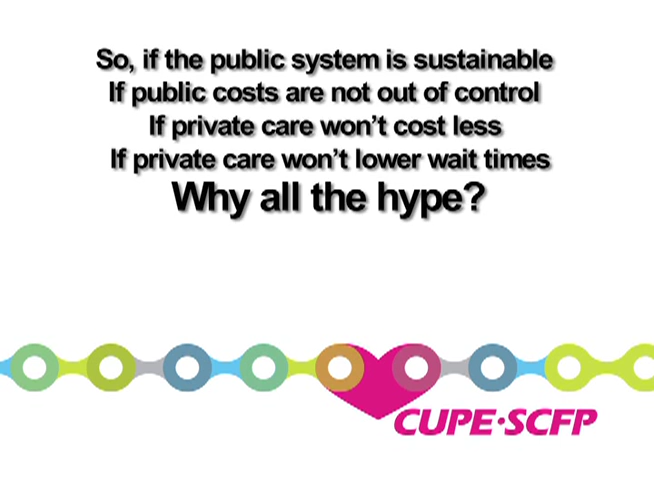 So, if the public system is sustainable
If public costs are not out of control
If private care won't cost less
If private care won't lower wait times
Why all the hype?
CUPE·SCFP